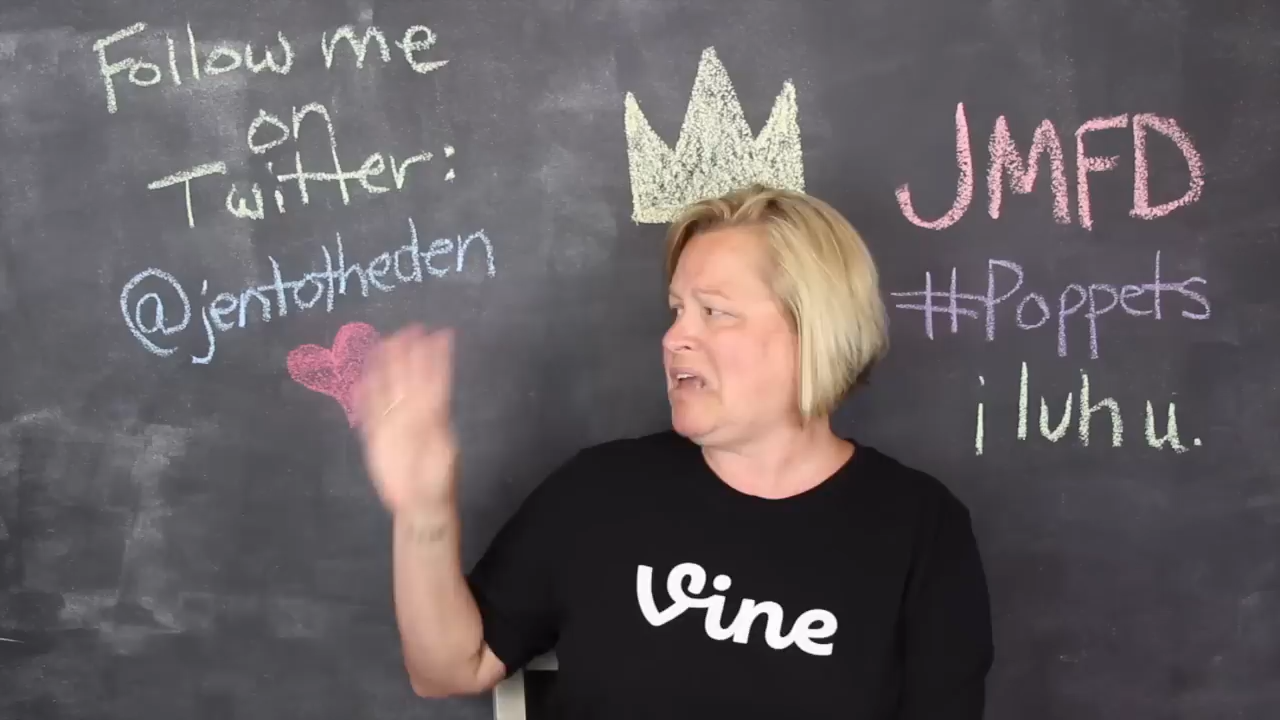 Follow me
on
Twitter:
@jentotheden
JMFD
#Poppets
i luh u.
Vine